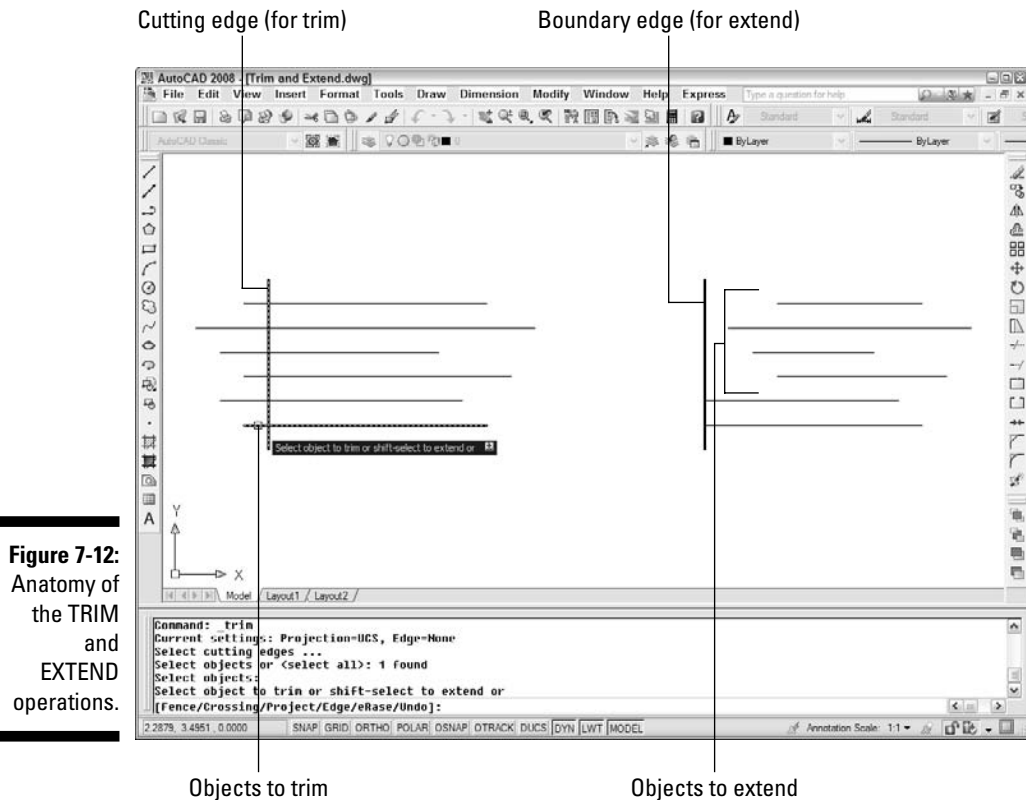 Cutting edge (for trim)
Boundary edge (for extend)
AutoCAD 2008 - [Trim and Extend.dwg]
File Edit View Insert Format Tools Draw Dimension Modify Window Help Express Type a question for help
Standard Standard
AutoCAD Classic 0 ByLayer ByLayer
A
Select object to trim or shift-select to extend or
Y
X
Model Layout1 Layout2
Figure 7-12:
Anatomy of
the TRIM
and
EXTEND
operations.
Command: _trim
Current settings: Projection=UCS, Edge=None
Select cutting edges ...
Select objects or <select all>: 1 found
Select objects:
Select object to trim or shift-select to extend or
[Fence/Crossing/Project/Edge/eRase/Undo]:
2.2879, 3.4951, 0.0000 SNAP GRID ORTHO POLAR OSNAP OTRACK DUCS DYN LWT MODEL Annotation Scale: 1:1
Objects to trim
Objects to extend